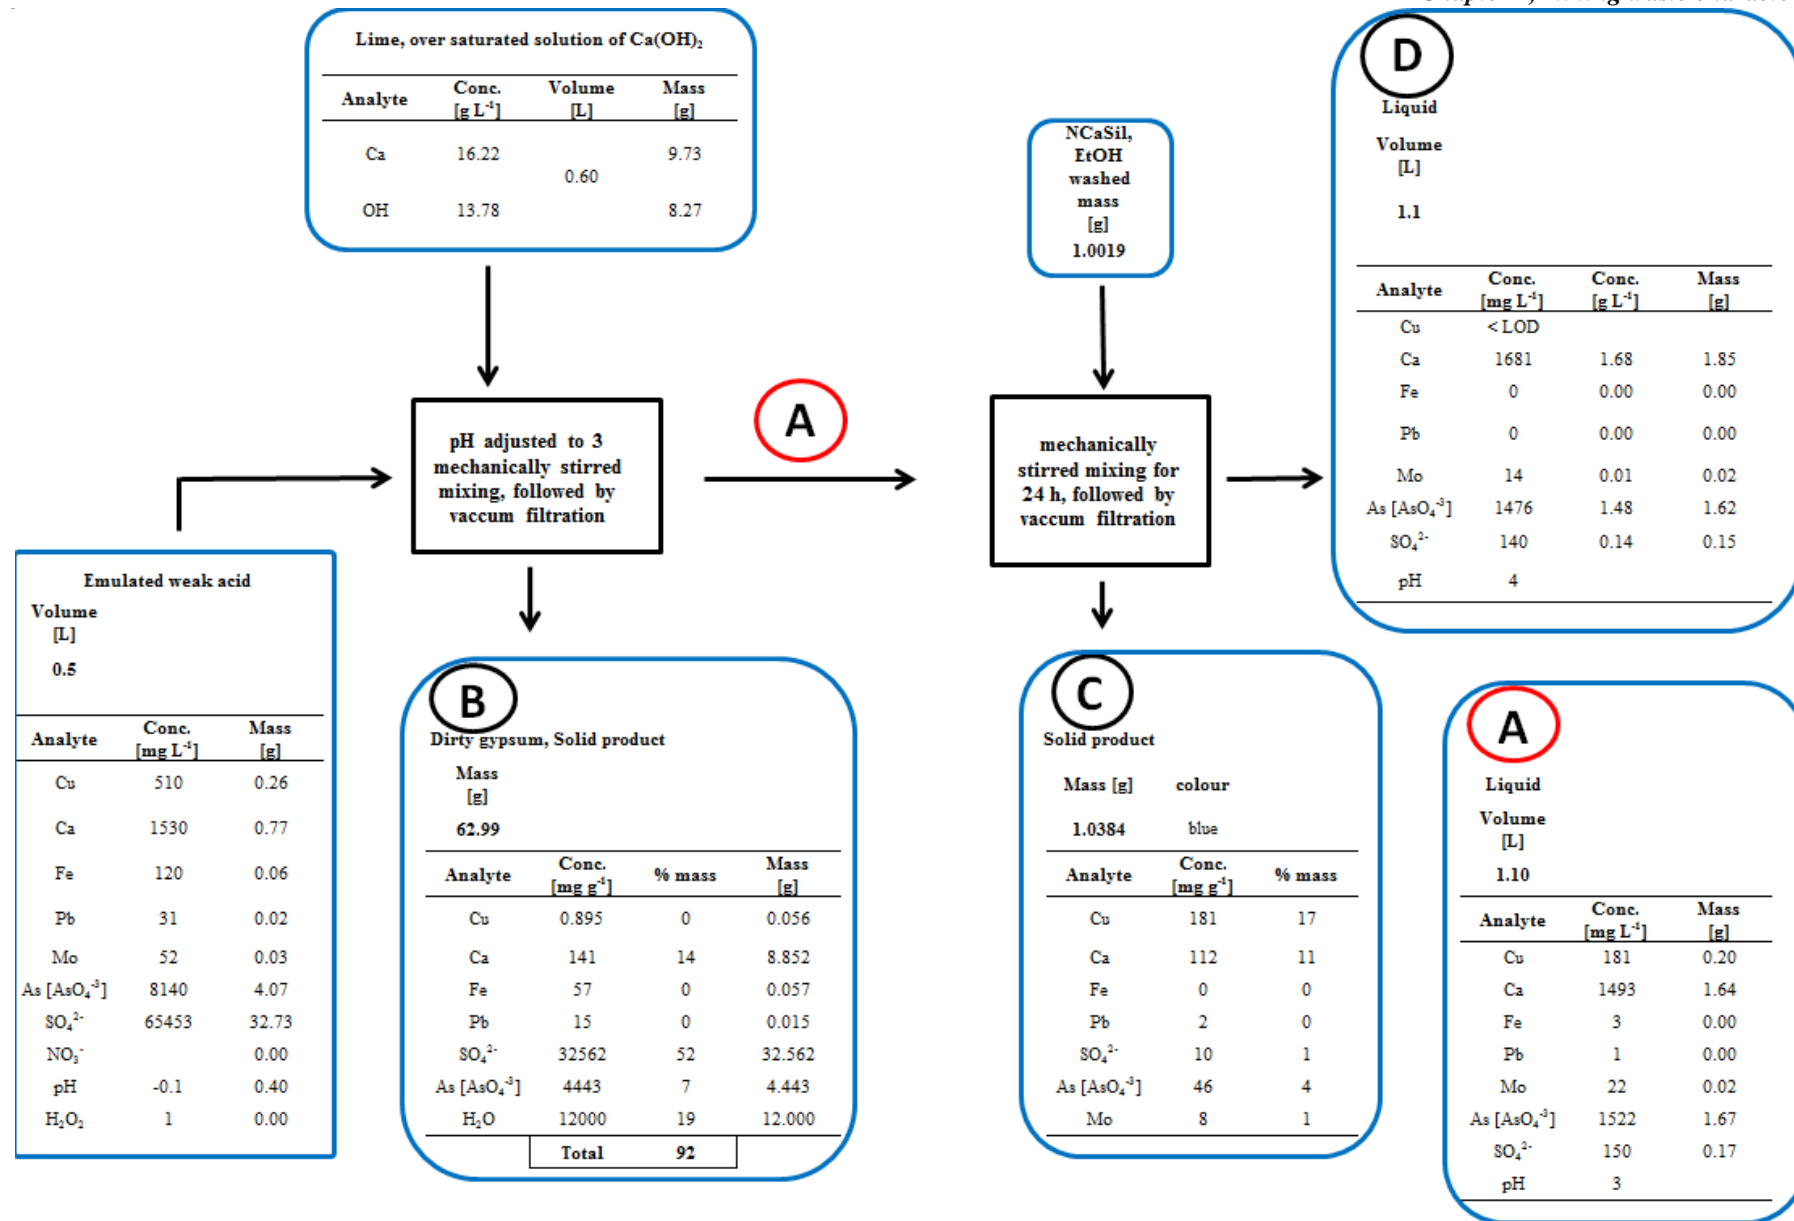 Lime, over saturated solution of Ca(OH)₂
Analyte Conc. [g L⁻¹] Volume [L] Mass [g]
Ca 16.22 9.73
0.60
OH 13.78 8.27
NCaSil,
EtOH
washed
mass
[g]
1.0019
D
Liquid
Volume
[L]
1.1
Analyte Conc. [mg L⁻¹] Conc. [g L⁻¹] Mass [g]
Cu < LOD
Ca 1681 1.68 1.85
Fe 0 0.00 0.00
Pb 0 0.00 0.00
Mo 14 0.01 0.02
As [AsO₄⁻³] 1476 1.48 1.62
SO₄²⁻ 140 0.14 0.15
pH 4
pH adjusted to 3
mechanically stirred
mixing, followed by
vaccum filtration
A
mechanically
stirred mixing for
24 h, followed by
vaccum filtration
Emulated weak acid
Volume
[L]
0.5
Analyte Conc. [mg L⁻¹] Mass [g]
Cu 510 0.26
Ca 1530 0.77
Fe 120 0.06
Pb 31 0.02
Mo 52 0.03
As [AsO₄⁻³] 8140 4.07
SO₄²⁻ 65453 32.73
NO₃⁻ 0.00
pH -0.1 0.40
H₂O₂ 1 0.00
B
Dirty gypsum, Solid product
Mass
[g]
62.99
Analyte Conc. [mg g⁻¹] % mass Mass [g]
Cu 0.895 0 0.056
Ca 141 14 8.852
Fe 57 0 0.057
Pb 15 0 0.015
SO₄²⁻ 32562 52 32.562
As [AsO₄⁻³] 4443 7 4.443
H₂O 12000 19 12.000
Total 92
C
Solid product
Mass [g] colour
1.0384 blue
Analyte Conc. [mg g⁻¹] % mass
Cu 181 17
Ca 112 11
Fe 0 0
Pb 2 0
SO₄²⁻ 10 1
As [AsO₄⁻³] 46 4
Mo 8 1
A
Liquid
Volume
[L]
1.10
Analyte Conc. [mg L⁻¹] Mass [g]
Cu 181 0.20
Ca 1493 1.64
Fe 3 0.00
Pb 1 0.00
Mo 22 0.02
As [AsO₄⁻³] 1522 1.67
SO₄²⁻ 150 0.17
pH 3